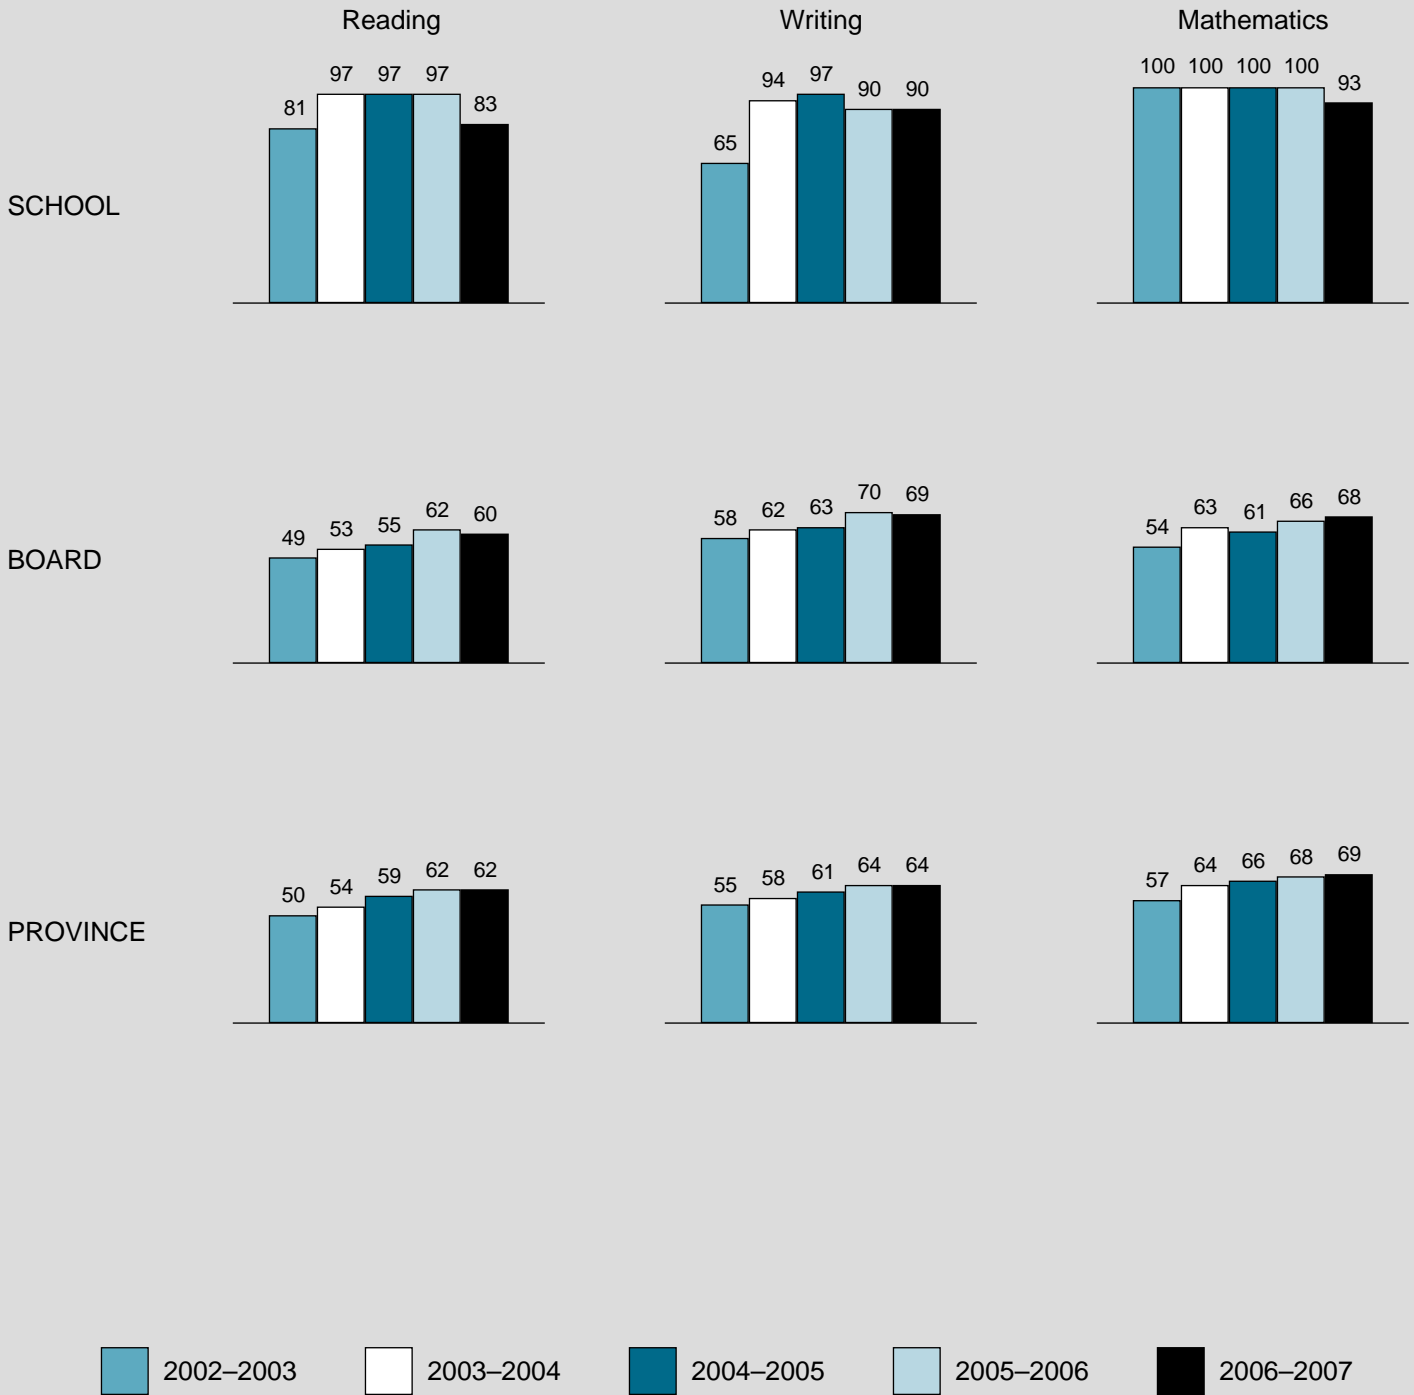 Reading Writing Mathematics
SCHOOL
81 97 97 97 83
65 94 97 90 90
100 100 100 100 93
BOARD
49 53 55 62 60
58 62 63 70 69
54 63 61 66 68
PROVINCE
50 54 59 62 62
55 58 61 64 64
57 64 66 68 69
2002–2003 2003–2004 2004–2005 2005–2006 2006–2007